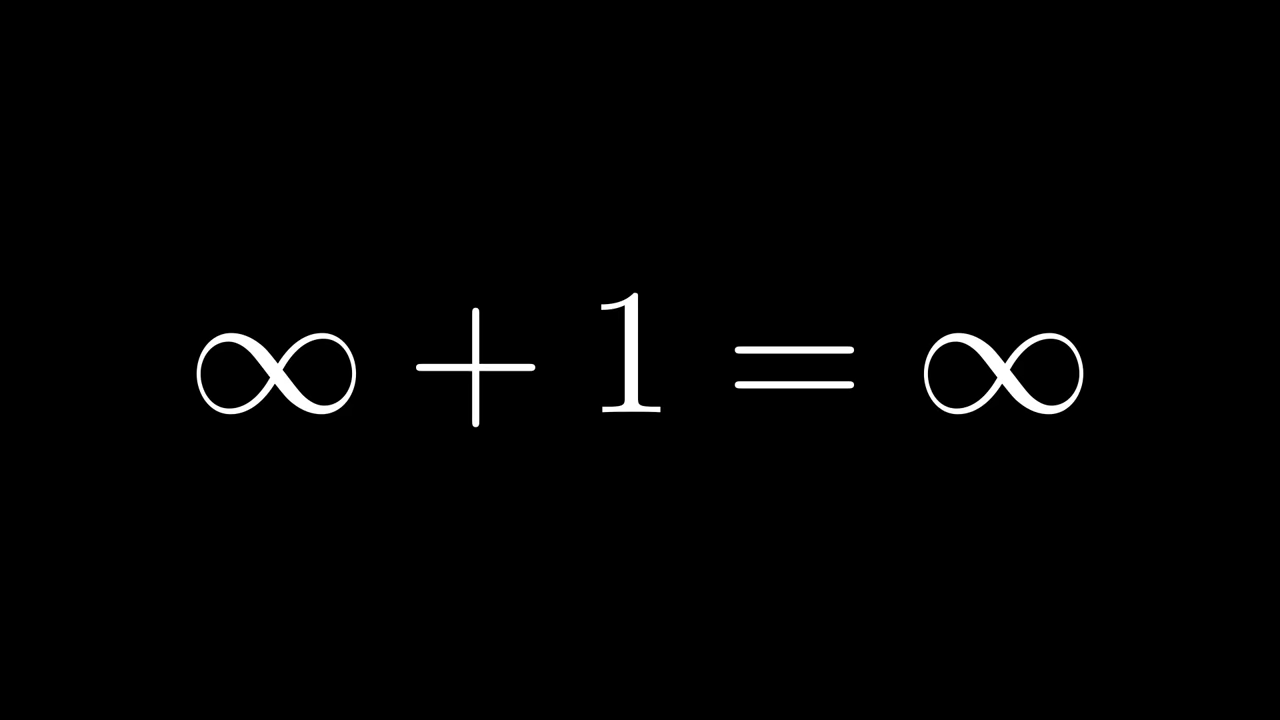 ∞ + 1 = ∞